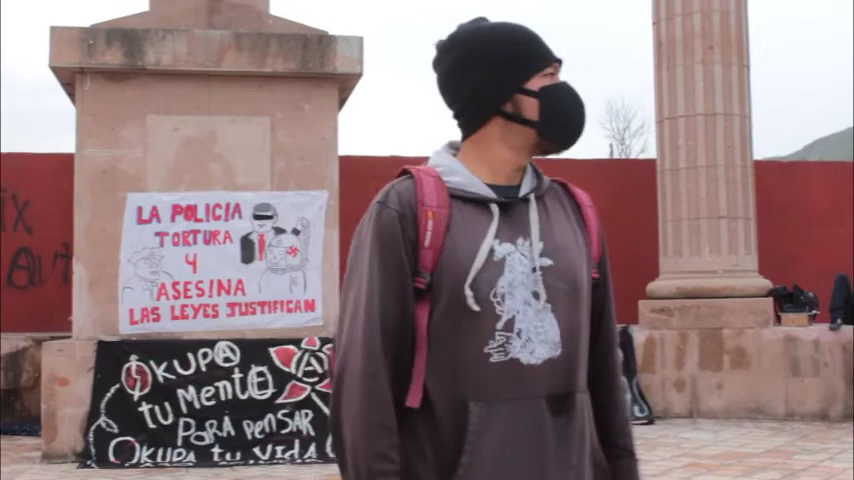 LA POLICIA
TORTURA
Y
ASESINA
LAS LEYES JUSTIFICAN
OKUPA
tu Mente
PaRa PENSAR
OKUPA tu VIDA